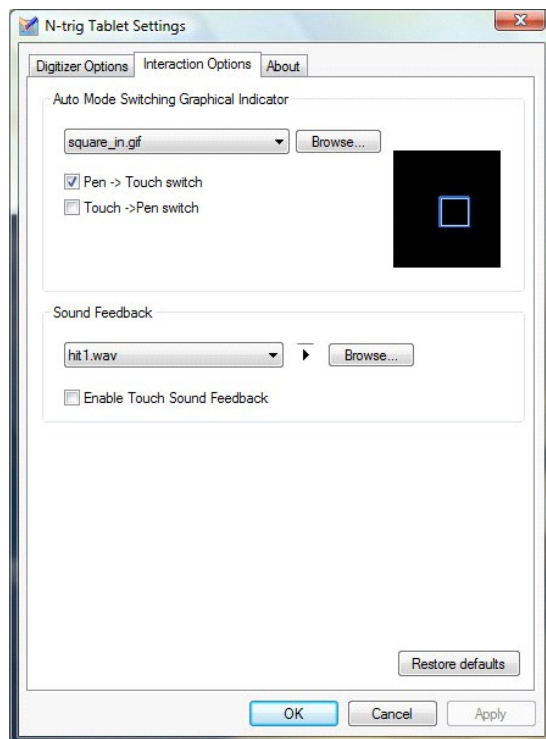 N-trig Tablet Settings
Digitizer Options Interaction Options About
Auto Mode Switching Graphical Indicator
square_in.gif Browse...
Pen -> Touch switch
Touch ->Pen switch
Sound Feedback
hit1.wav Browse...
Enable Touch Sound Feedback
Restore defaults
OK Cancel Apply